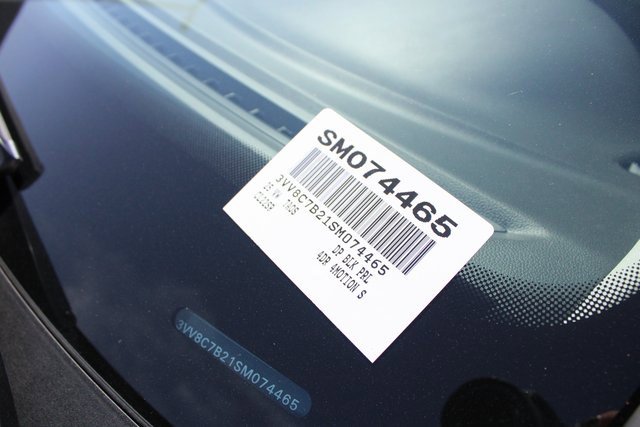 SM074465
3VV8C7B21SM074465
DP BLK PRL
4DR 4MOTION S
3VV8C7B21SM074465